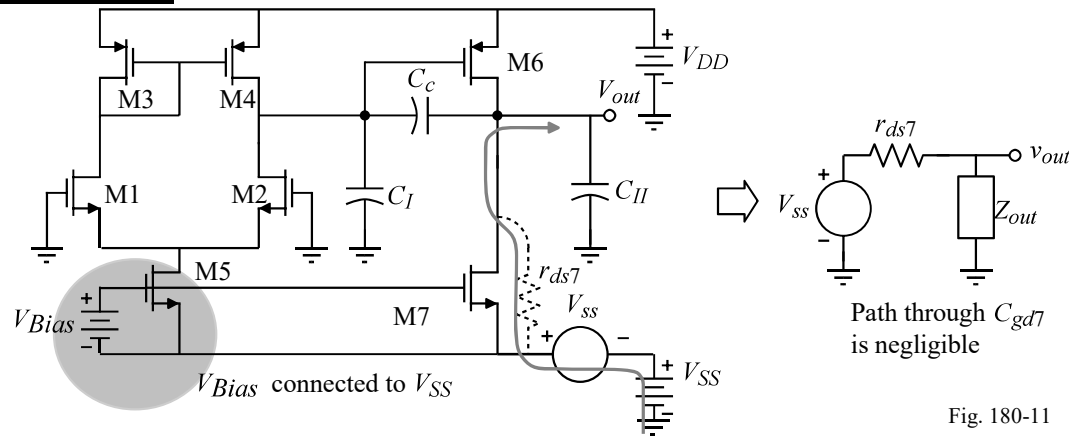 M3
M4
M6
V_DD
C_c
V_out
M1
M2
C_I
C_II
M5
M7
r_ds7
V_ss
V_Bias
V_Bias connected to V_SS
V_SS
r_ds7
v_out
V_ss
Z_out
Path through C_gd7
is negligible
Fig. 180-11
+
−
+
−
+
−
+
−
+
−